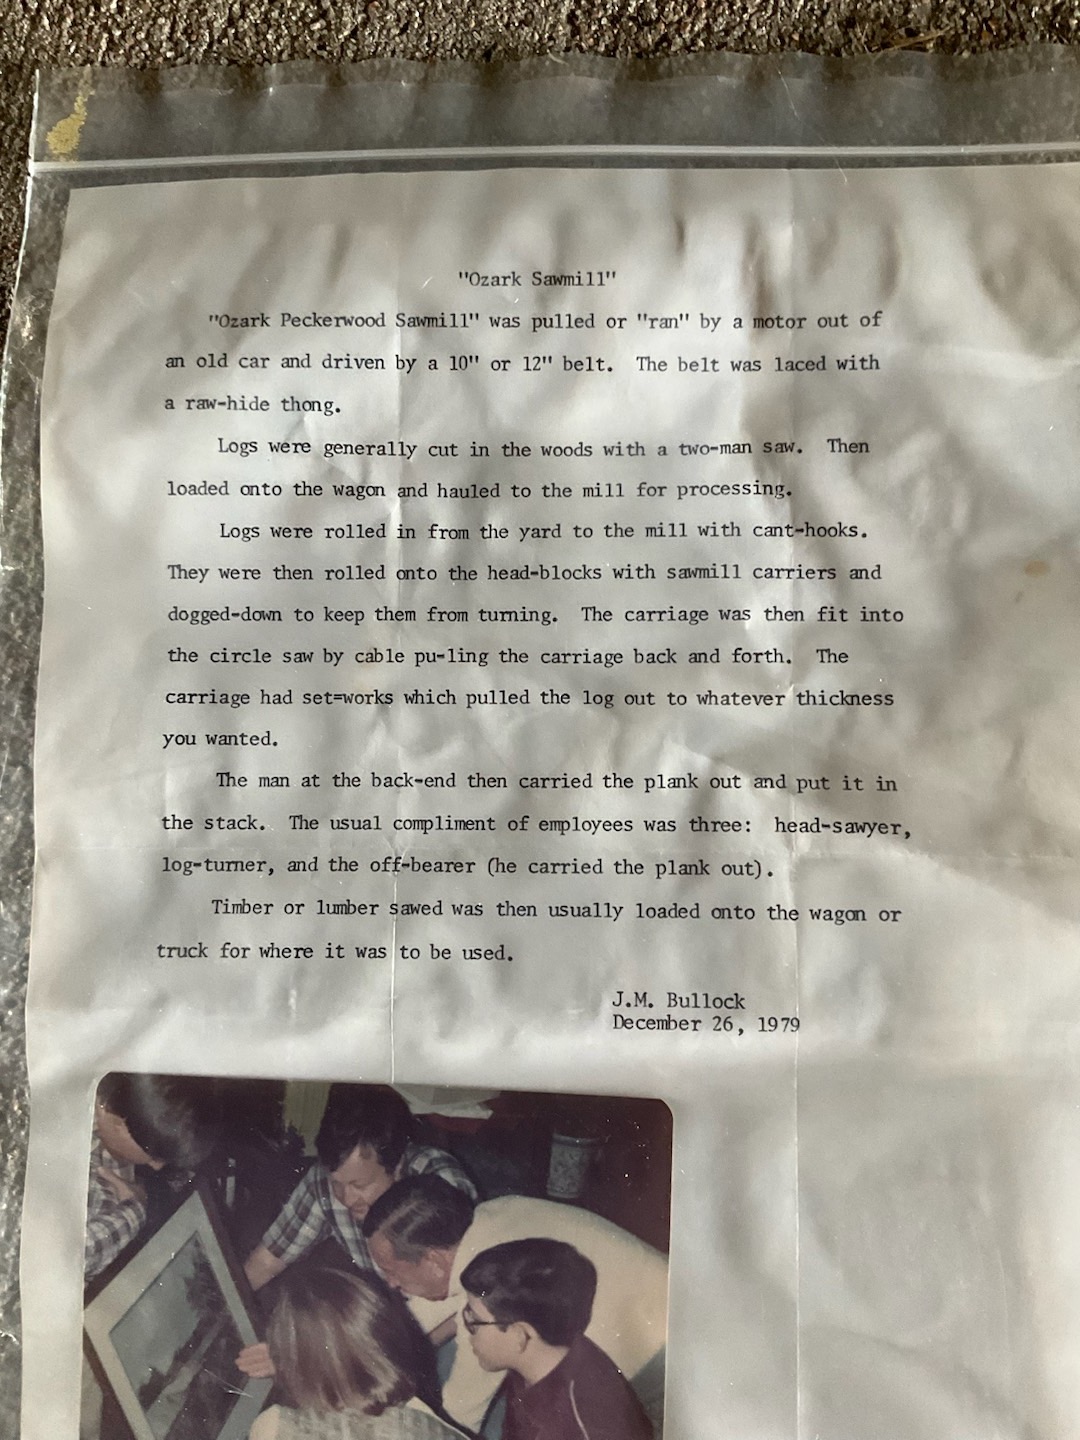 "Ozark Sawmill"
"Ozark Peckerwood Sawmill" was pulled or "ran" by a motor out of
an old car and driven by a 10" or 12" belt. The belt was laced with
a raw-hide thong.
Logs were generally cut in the woods with a two-man saw. Then
loaded onto the wagon and hauled to the mill for processing.
Logs were rolled in from the yard to the mill with cant-hooks.
They were then rolled onto the head-blocks with sawmill carriers and
dogged-down to keep them from turning. The carriage was then fit into
the circle saw by cable pu-ling the carriage back and forth. The
carriage had set=works which pulled the log out to whatever thickness
you wanted.
The man at the back-end then carried the plank out and put it in
the stack. The usual compliment of employees was three: head-sawyer,
log-turner, and the off-bearer (he carried the plank out).
Timber or lumber sawed was then usually loaded onto the wagon or
truck for where it was to be used.
J.M. Bullock
December 26, 1979